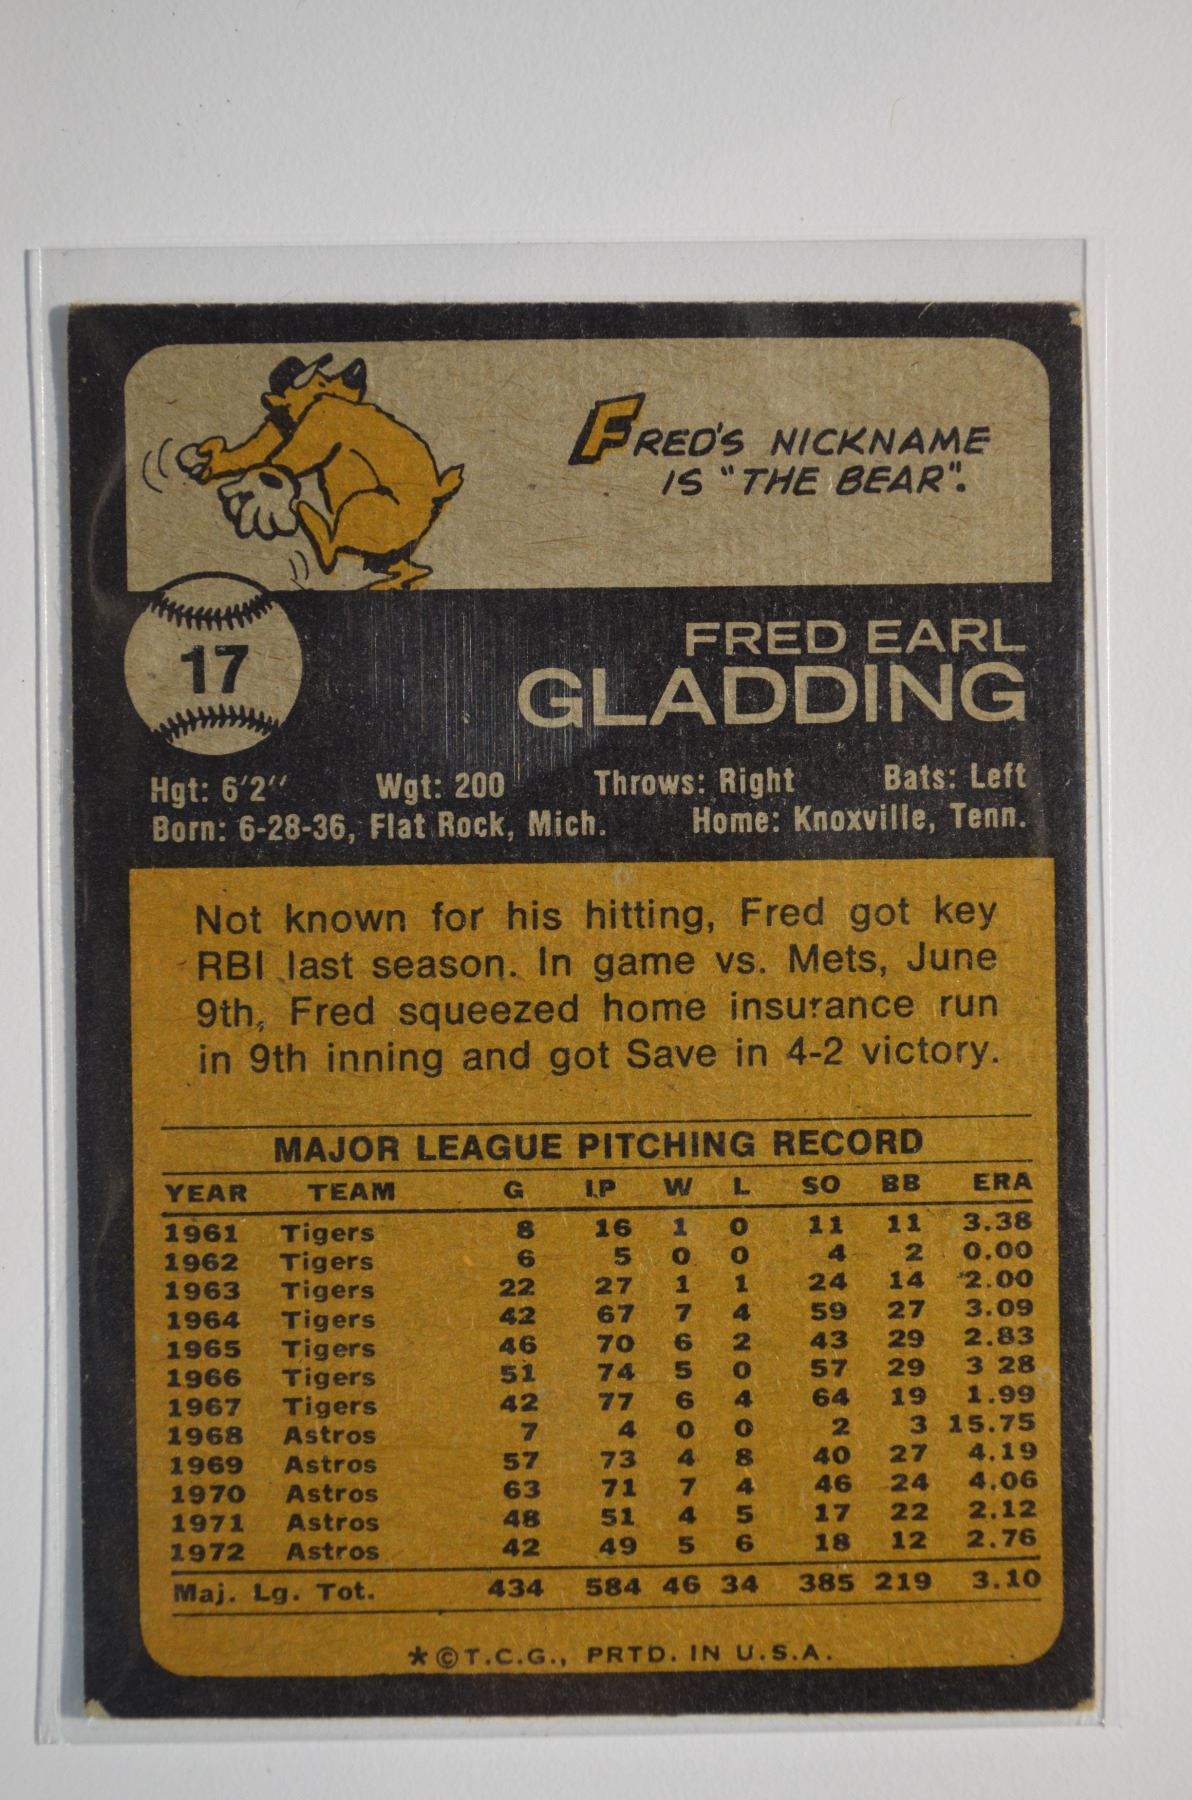 FRED'S NICKNAME
IS "THE BEAR".
17
FRED EARL
GLADDING
Hgt: 6'2" Wgt: 200 Throws: Right Bats: Left
Born: 6-28-36, Flat Rock, Mich. Home: Knoxville, Tenn.
Not known for his hitting, Fred got key
RBI last season. In game vs. Mets, June
9th, Fred squeezed home insurance run
in 9th inning and got Save in 4-2 victory.
MAJOR LEAGUE PITCHING RECORD
YEAR TEAM G IP W L SO BB ERA
1961 Tigers 8 16 1 0 11 11 3.38
1962 Tigers 6 5 0 0 4 2 0.00
1963 Tigers 22 27 1 1 24 14 2.00
1964 Tigers 42 67 7 4 59 27 3.09
1965 Tigers 46 70 6 2 43 29 2.83
1966 Tigers 51 74 5 0 57 29 3 28
1967 Tigers 42 77 6 4 64 19 1.99
1968 Astros 7 4 0 0 2 3 15.75
1969 Astros 57 73 4 8 40 27 4.19
1970 Astros 63 71 7 4 46 24 4.06
1971 Astros 48 51 4 5 17 22 2.12
1972 Astros 42 49 5 6 18 12 2.76
Maj. Lg. Tot. 434 584 46 34 385 219 3.10
*©T.C.G., PRTD. IN U.S.A.